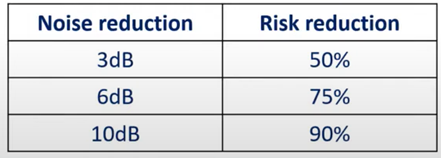 Noise reduction Risk reduction
3dB 50%
6dB 75%
10dB 90%